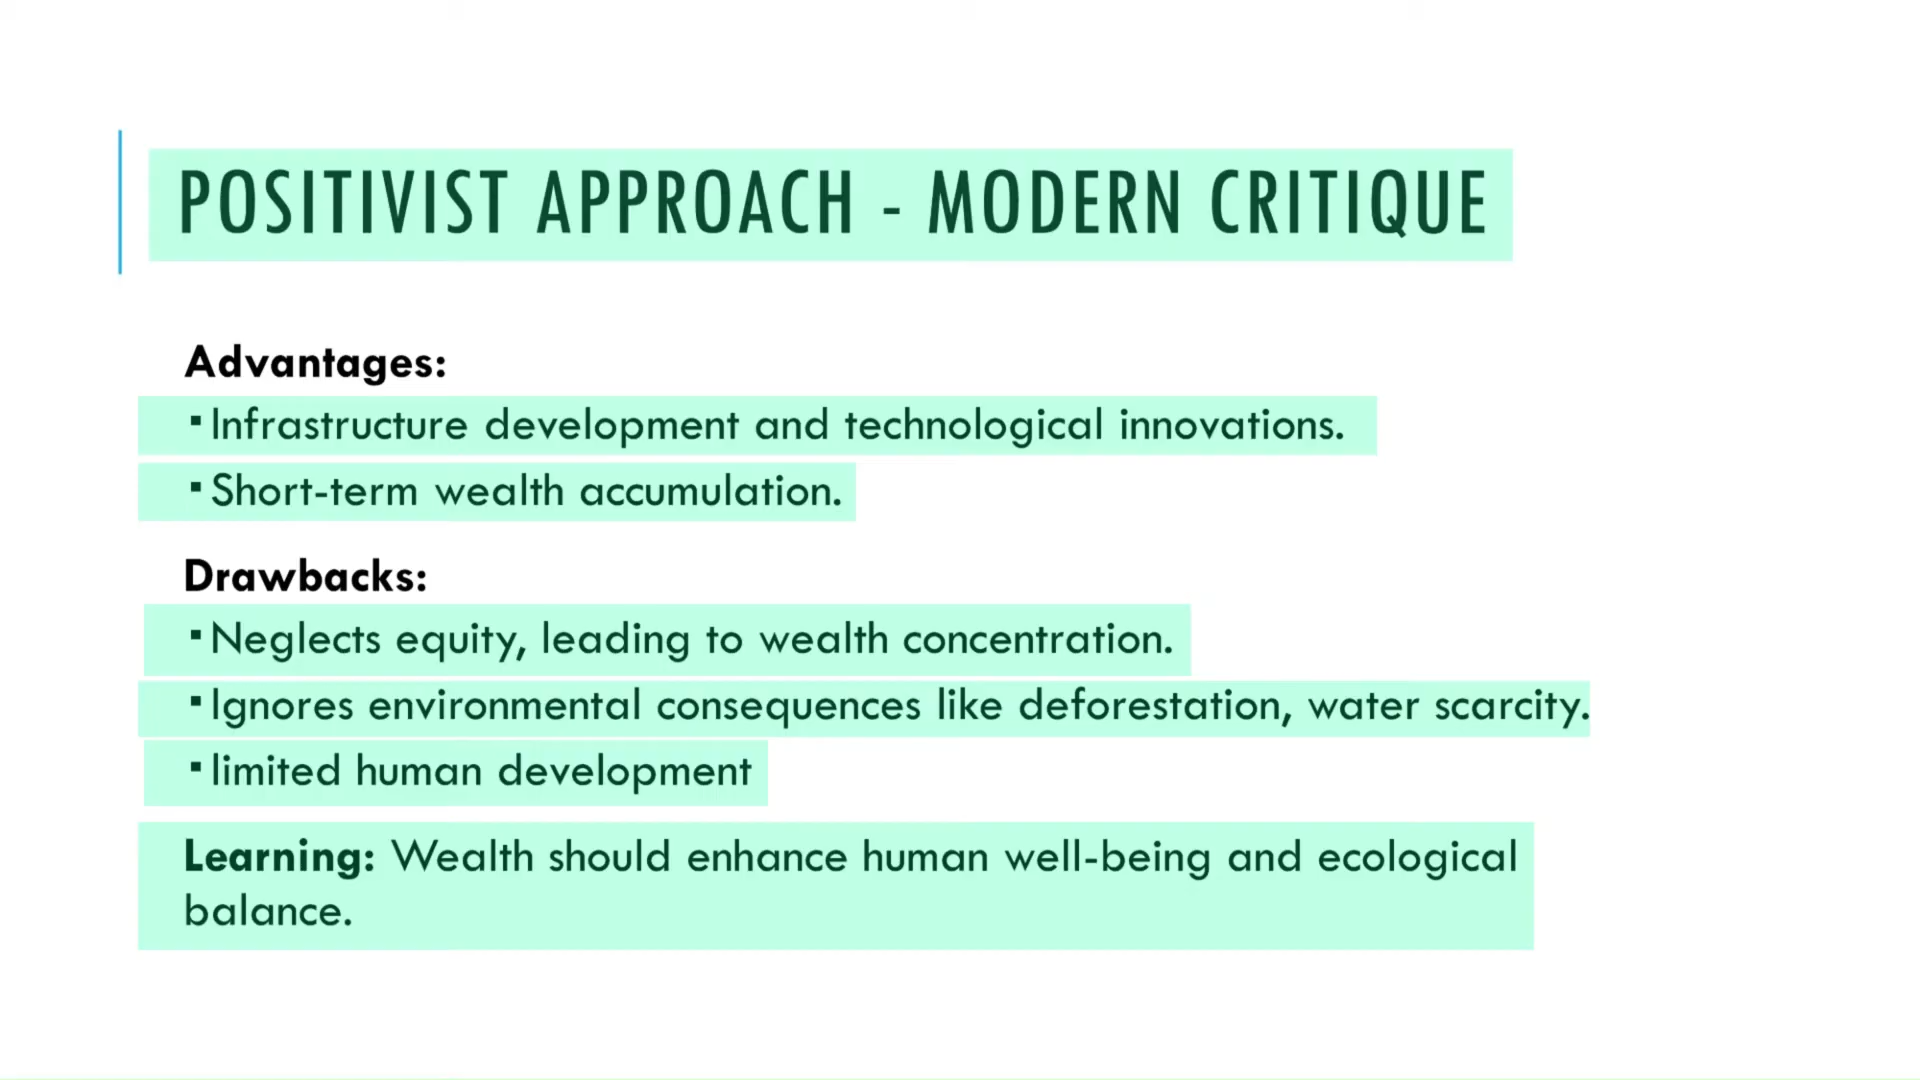 POSITIVIST APPROACH - MODERN CRITIQUE
Advantages:
▪ Infrastructure development and technological innovations.
▪ Short-term wealth accumulation.
Drawbacks:
▪ Neglects equity, leading to wealth concentration.
▪ Ignores environmental consequences like deforestation, water scarcity.
▪ limited human development
Learning: Wealth should enhance human well-being and ecological
balance.